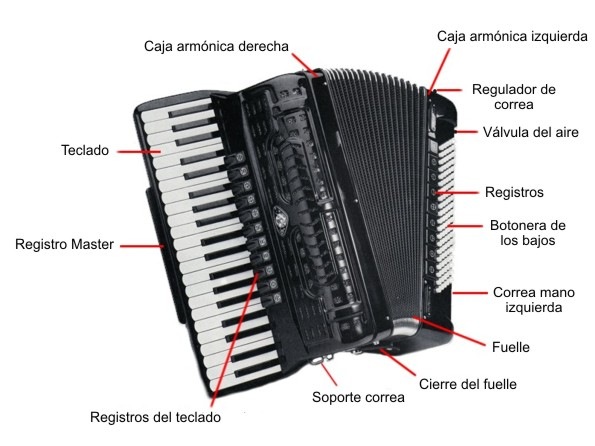 Caja armónica derecha
Caja armónica izquierda
Regulador de
correa
Válvula del aire
Teclado
Registros
Botonera de
los bajos
Registro Master
Correa mano
izquierda
Fuelle
Cierre del fuelle
Soporte correa
Registros del teclado